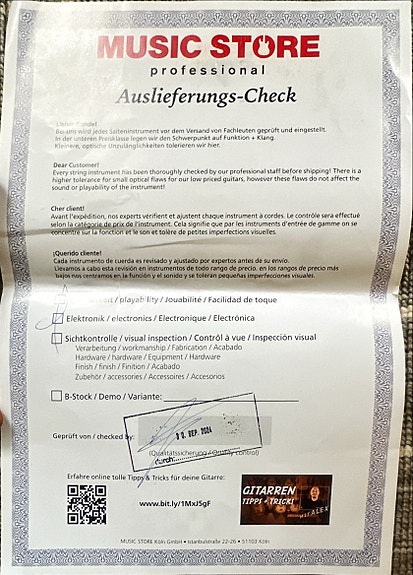 MUSIC STORE
professional
Auslieferungs-Check
Bei uns wird jedes Saiteninstrument vor dem Versand von Fachleuten geprüft und eingestellt.
In der unteren Preisklasse legen wir den Schwerpunkt auf Funktion + Klang.
Kleinere, optische Unzulänglichkeiten tolerieren wir hier.
Dear Customer!
Every string instrument has been thoroughly checked by our professional staff before shipping! There is a
higher tolerance for small optical flaws for our low priced guitars, however these flaws do not affect the
sound or playability of the instrument!
Cher client!
Avant l'expédition, nos experts vérifient et ajustent chaque instrument à cordes. Le contrôle sera effectué
selon la catégorie de prix de l'instrument. Cela signifie que par les instruments d'entrée de gamme on se
concentre sur la fonction et le son et tolère de petites imperfections visuelles.
¡Querido cliente!
Cada instrumento de cuerda es revisado y ajustado por expertos antes de su envio.
Llevamos a cabo esta revisión en instrumentos de todo rango de precio. en los rangos de precio más
bajos nos centramos en la función y el sonido y se toleran pequeñas imperfecciones visuales.
/ playability / Jouabilité / Facilidad de toque
Elektronik / electronics / Electronique / Electrónica
Sichtkontrolle / visual inspection / Contrôl à vue / Inspección visual
Verarbeitung / workmanship / Fabrication / Acabado
Hardware / hardware / Equipment / Hardware
Finish / finish / Finition / Acabado
Zubehör / accessories / Accessoires / Accesorios
B-Stock / Demo / Variante:
Geprüft von / checked by:
SEP. 2024
(Qualitätssicherung / Quality control)
durch:
Erfahre online tolle Tipps & Tricks für deine Gitarre:
www.bit.ly/1MxJ5gF
GITARREN
TIPPS + TRICKS
MIT ALEX
MUSIC STORE Köln GmbH • Istanbulstraße 22-26 • 51103 Köln